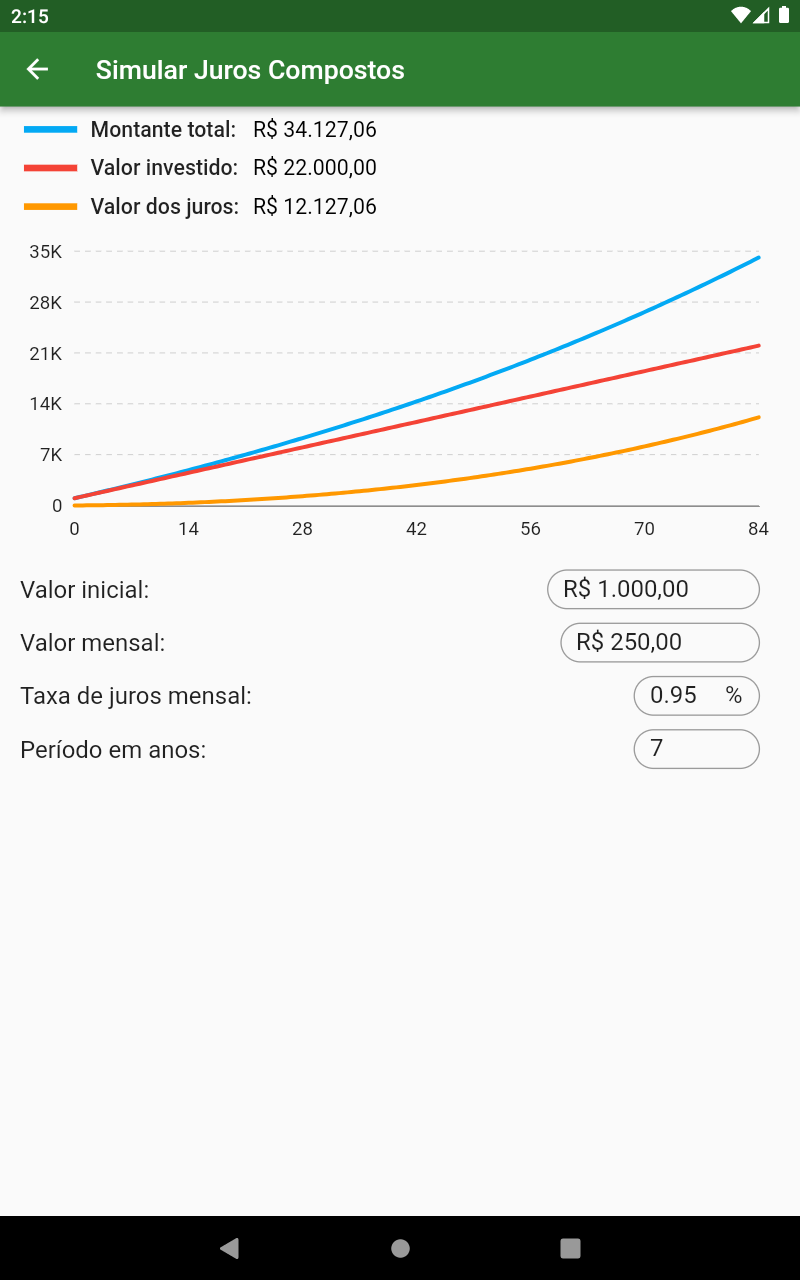 2:15
Simular Juros Compostos
Montante total: R$ 34.127,06
Valor investido: R$ 22.000,00
Valor dos juros: R$ 12.127,06
35K
28K
21K
14K
7K
0
0 14 28 42 56 70 84
Valor inicial: R$ 1.000,00
Valor mensal: R$ 250,00
Taxa de juros mensal: 0.95 %
Período em anos: 7